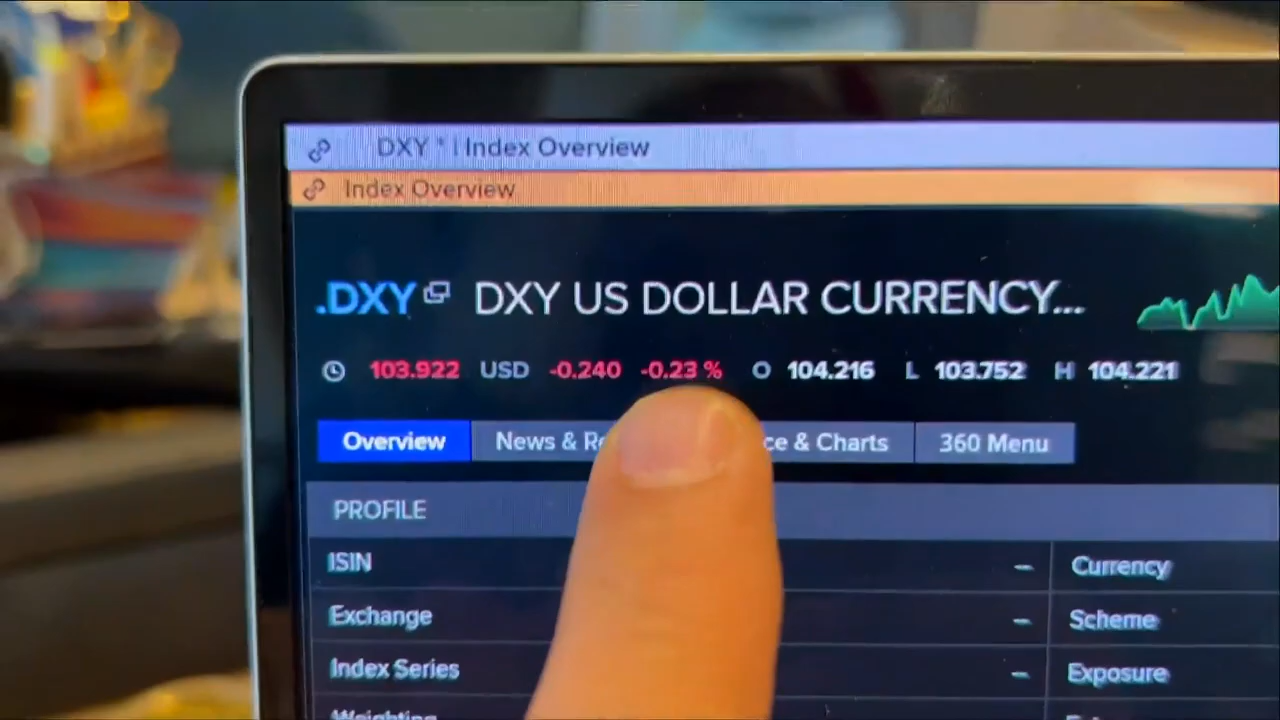 DXY * | Index Overview
Index Overview
.DXY DXY US DOLLAR CURRENCY...
103.922 USD -0.240 -0.23 % O 104.216 L 103.752 H 104.221
Overview News & Re ce & Charts 360 Menu
PROFILE
ISIN – Currency
Exchange – Scheme
Index Series – Exposure
Weighting